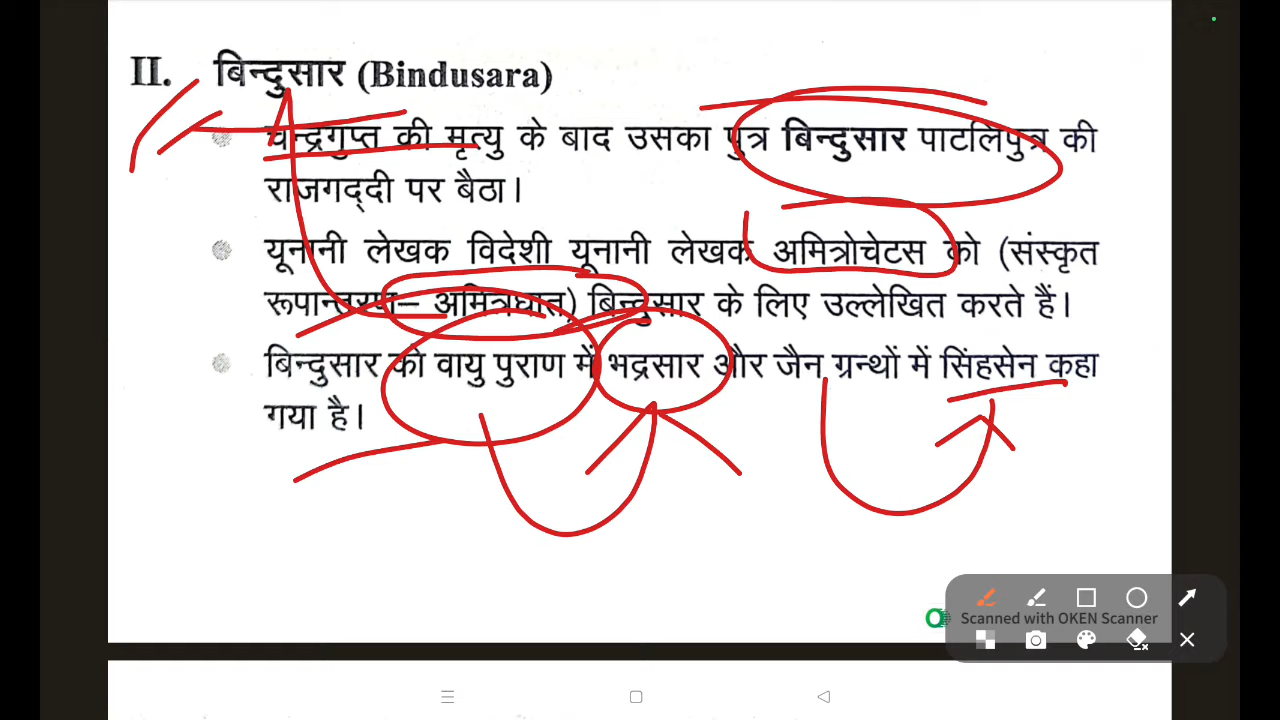 II. बिन्दुसार (Bindusara)
चन्द्रगुप्त की मृत्यु के बाद उसका पुत्र बिन्दुसार पाटलिपुत्र की
राजगद्दी पर बैठा।
यूनानी लेखक विदेशी यूनानी लेखक अमित्रोचेटस को (संस्कृत
रूपान्तरण– अमित्रघात) बिन्दुसार के लिए उल्लेखित करते हैं।
बिन्दुसार को वायु पुराण में भद्रसार और जैन ग्रन्थों में सिंहसेन कहा
गया है।
Scanned with OKEN Scanner